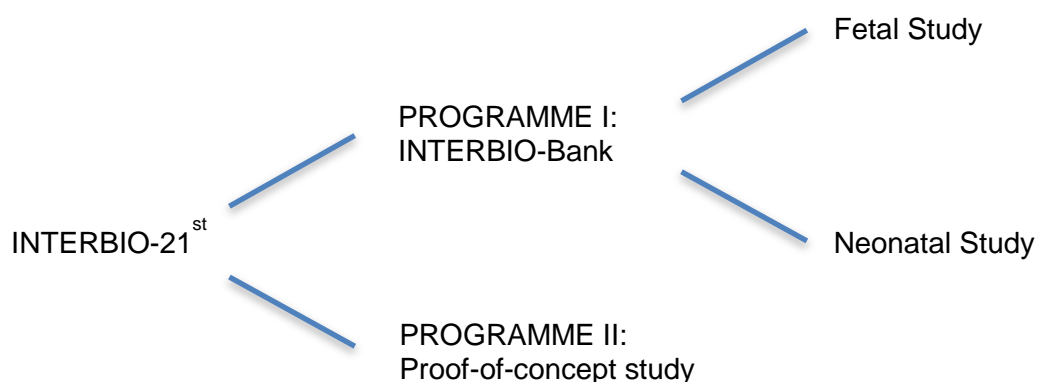 Fetal Study
PROGRAMME I:
INTERBIO-Bank
INTERBIO-21st
Neonatal Study
PROGRAMME II:
Proof-of-concept study